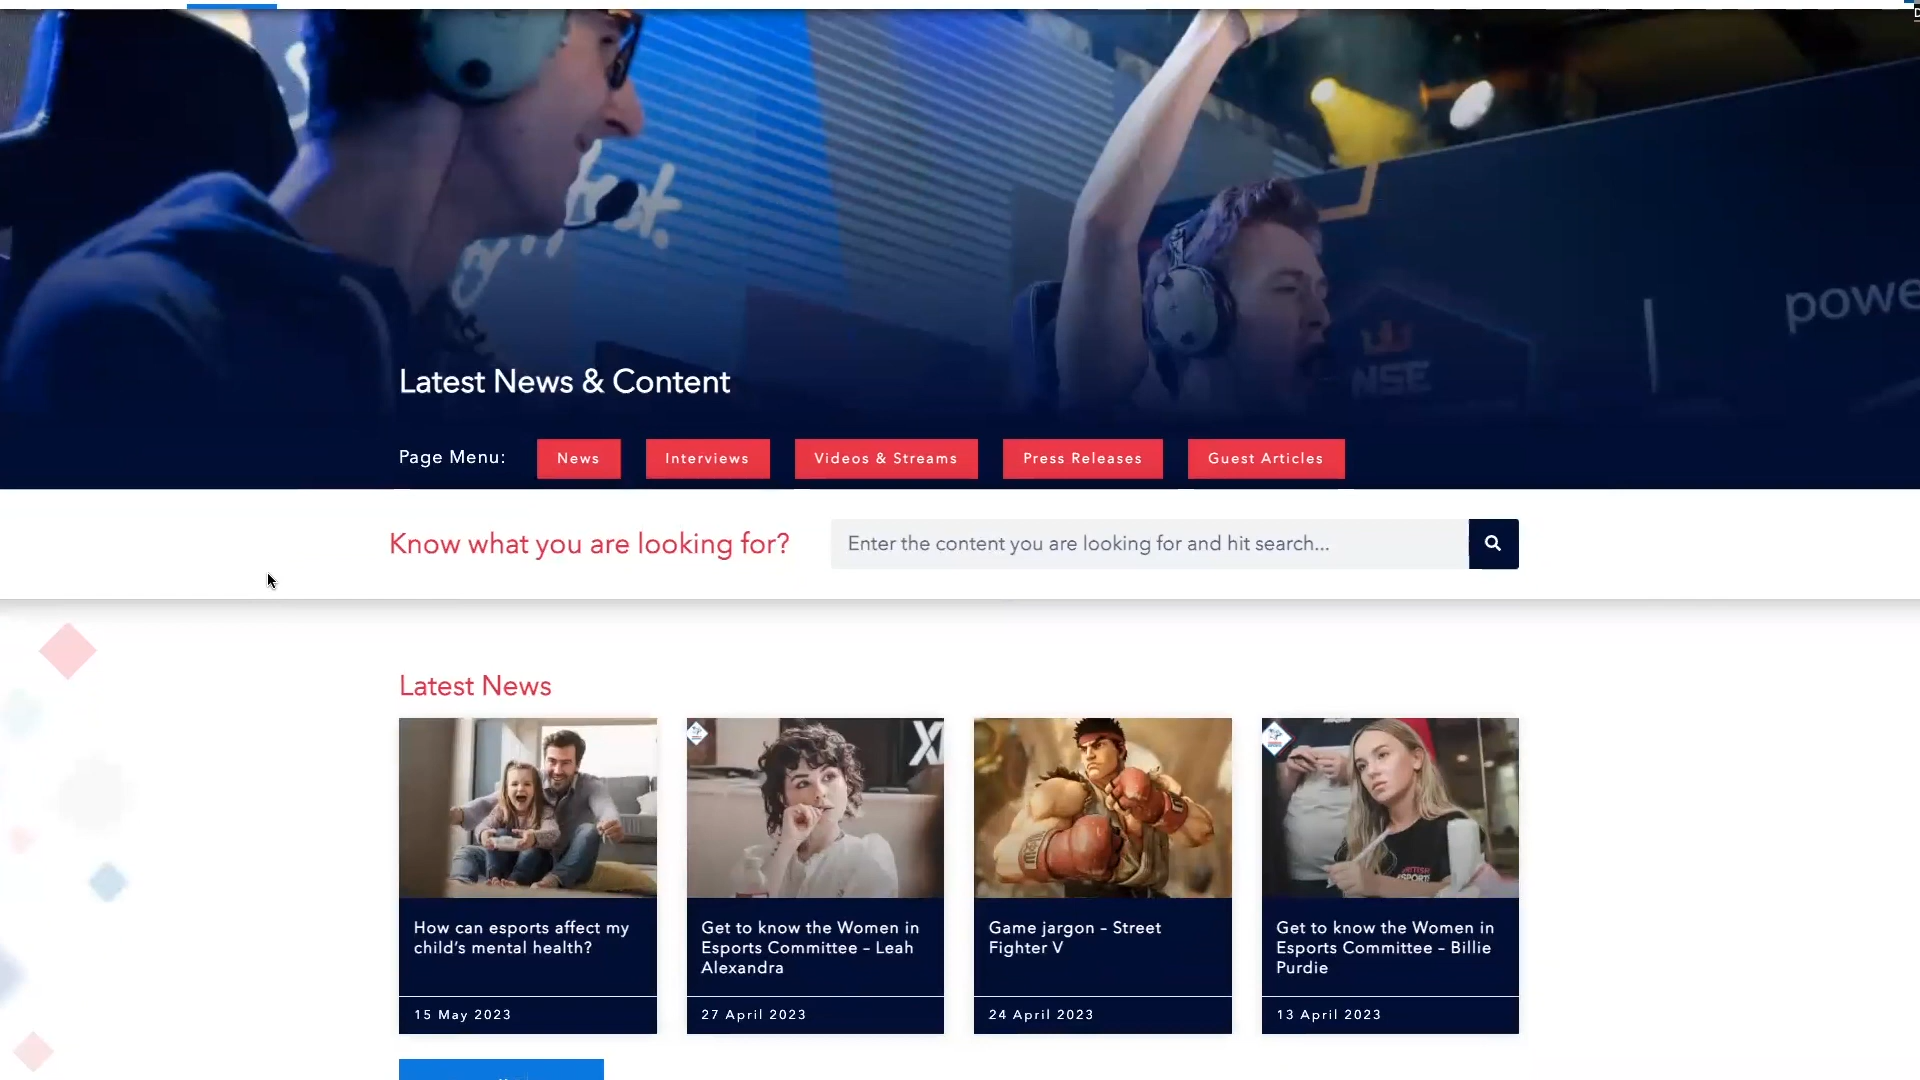 powe
NSE
Latest News & Content
Page Menu:
News
Interviews
Videos & Streams
Press Releases
Guest Articles
Know what you are looking for?
Enter the content you are looking for and hit search...
Latest News
How can esports affect my
child's mental health?
15 May 2023
Get to know the Women in
Esports Committee – Leah
Alexandra
27 April 2023
Game jargon – Street
Fighter V
24 April 2023
Get to know the Women in
Esports Committee – Billie
Purdie
13 April 2023